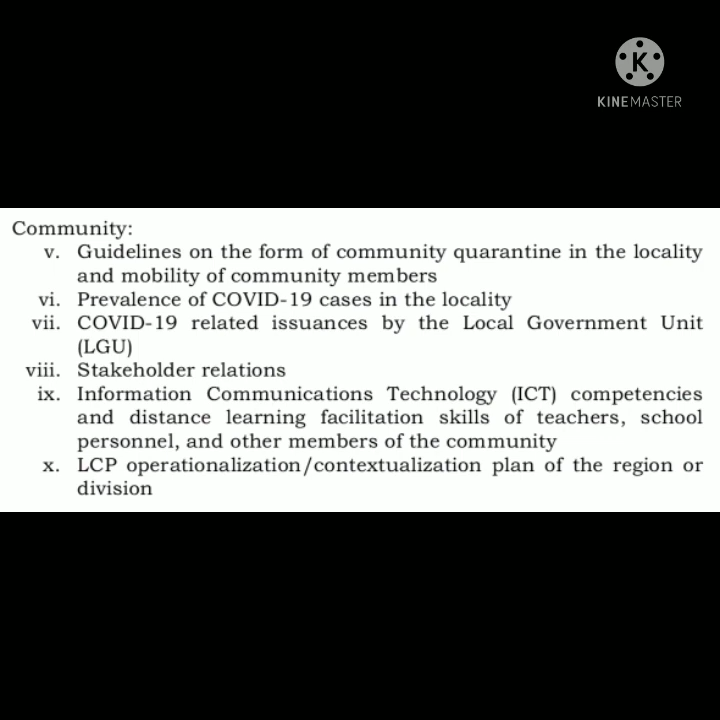 KINEMASTER
Community:
v. Guidelines on the form of community quarantine in the locality
and mobility of community members
vi. Prevalence of COVID-19 cases in the locality
vii. COVID-19 related issuances by the Local Government Unit
(LGU)
viii. Stakeholder relations
ix. Information Communications Technology (ICT) competencies
and distance learning facilitation skills of teachers, school
personnel, and other members of the community
x. LCP operationalization/contextualization plan of the region or
division